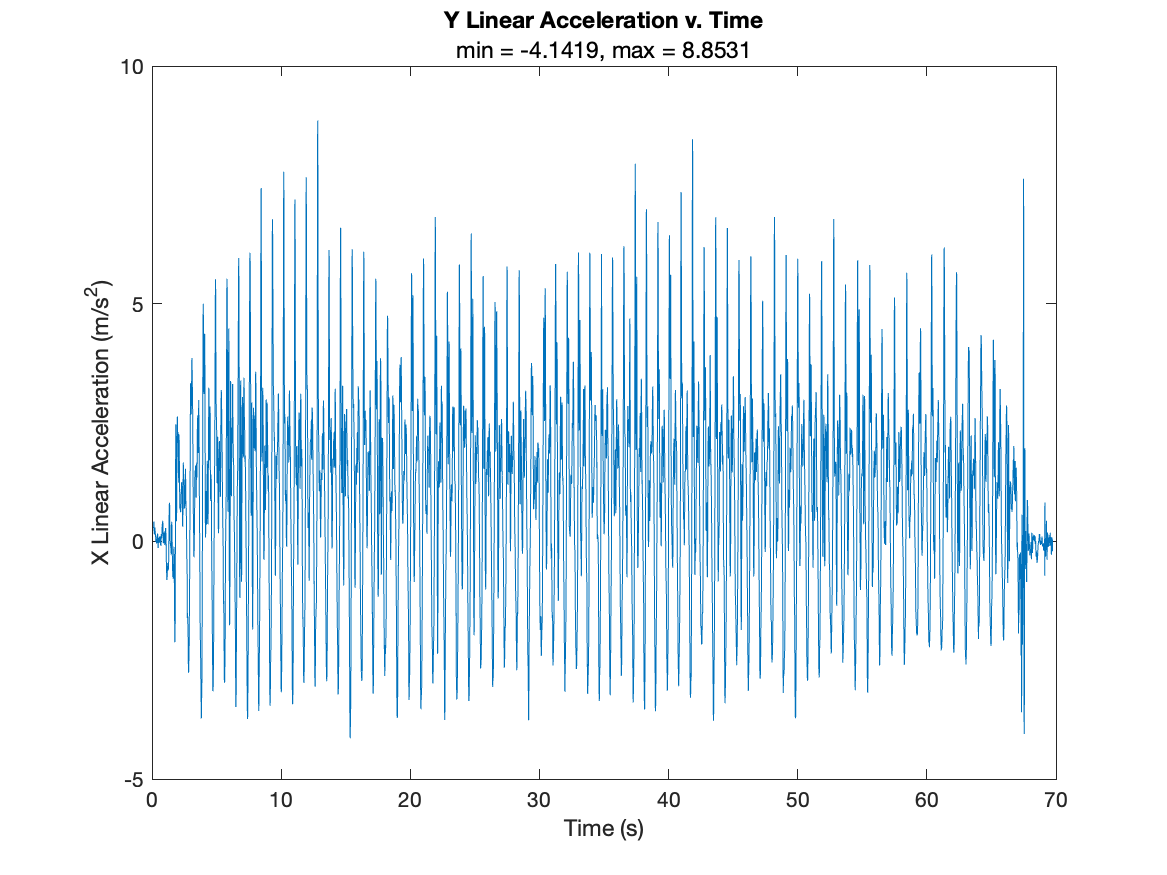 Y Linear Acceleration v. Time
min = -4.1419, max = 8.8531
X Linear Acceleration (m/s²)
10
5
0
-5
0 10 20 30 40 50 60 70
Time (s)